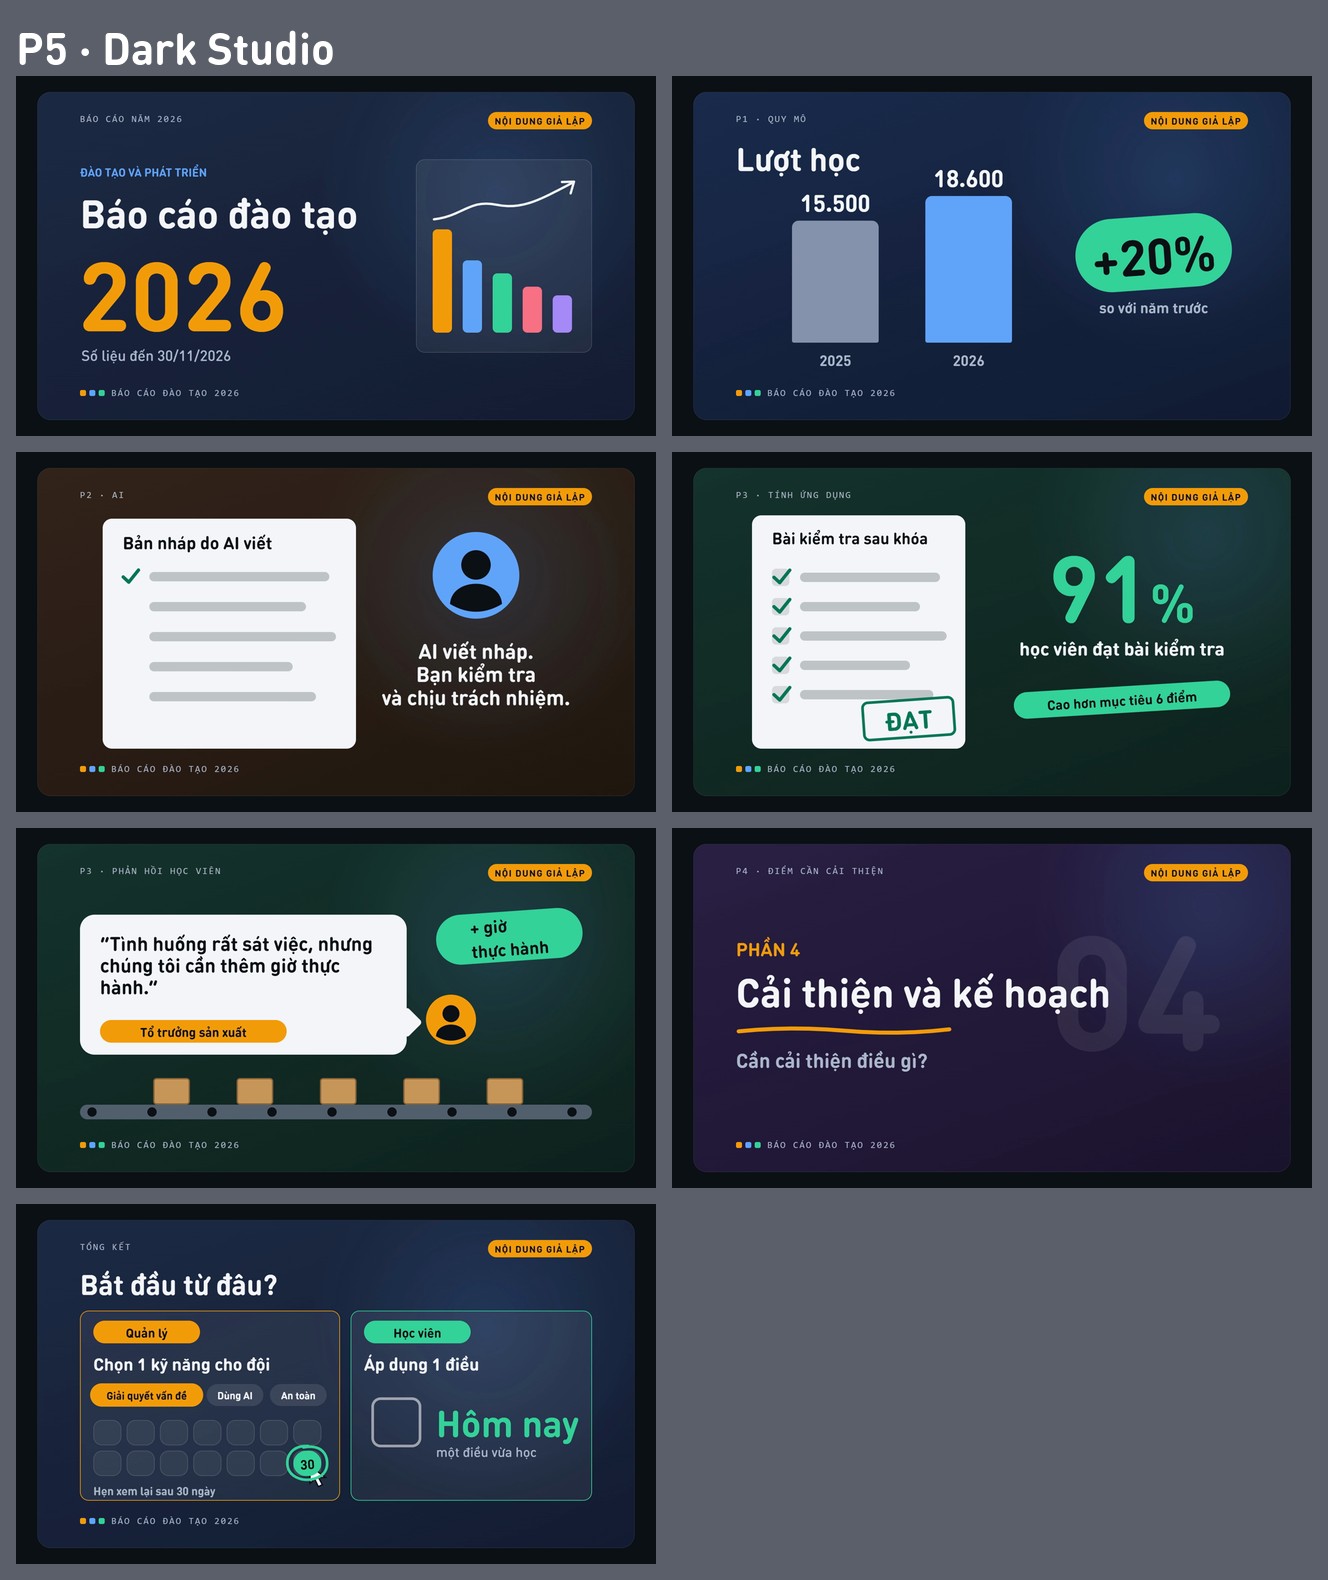 P5 · Dark Studio
BÁO CÁO NĂM 2026
NỘI DUNG GIẢ LẬP
ĐÀO TẠO VÀ PHÁT TRIỂN
Báo cáo đào tạo
2026
Số liệu đến 30/11/2026
BÁO CÁO ĐÀO TẠO 2026
P1 · QUY MÔ
NỘI DUNG GIẢ LẬP
Lượt học
15.500
18.600
+20%
so với năm trước
2025
2026
BÁO CÁO ĐÀO TẠO 2026
P2 · AI
NỘI DUNG GIẢ LẬP
Bản nháp do AI viết
AI viết nháp.
Bạn kiểm tra
và chịu trách nhiệm.
BÁO CÁO ĐÀO TẠO 2026
P3 · TÍNH ỨNG DỤNG
NỘI DUNG GIẢ LẬP
Bài kiểm tra sau khóa
ĐẠT
91%
học viên đạt bài kiểm tra
Cao hơn mục tiêu 6 điểm
BÁO CÁO ĐÀO TẠO 2026
P3 · PHẢN HỒI HỌC VIÊN
NỘI DUNG GIẢ LẬP
“Tình huống rất sát việc, nhưng
chúng tôi cần thêm giờ thực
hành.”
Tổ trưởng sản xuất
+ giờ
thực hành
BÁO CÁO ĐÀO TẠO 2026
P4 · ĐIỂM CẦN CẢI THIỆN
NỘI DUNG GIẢ LẬP
PHẦN 4
Cải thiện và kế hoạch
04
Cần cải thiện điều gì?
BÁO CÁO ĐÀO TẠO 2026
TỔNG KẾT
NỘI DUNG GIẢ LẬP
Bắt đầu từ đâu?
Quản lý
Chọn 1 kỹ năng cho đội
Giải quyết vấn đề
Dùng AI
An toàn
30
Hẹn xem lại sau 30 ngày
Học viên
Áp dụng 1 điều
Hôm nay
một điều vừa học
BÁO CÁO ĐÀO TẠO 2026